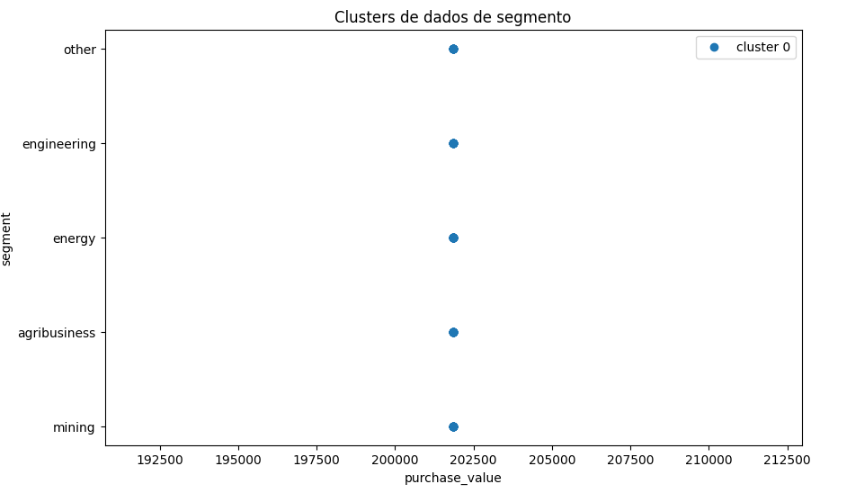 Clusters de dados de segmento
cluster 0
other
engineering
energy
agribusiness
mining
segment
192500 195000 197500 200000 202500 205000 207500 210000 212500
purchase_value